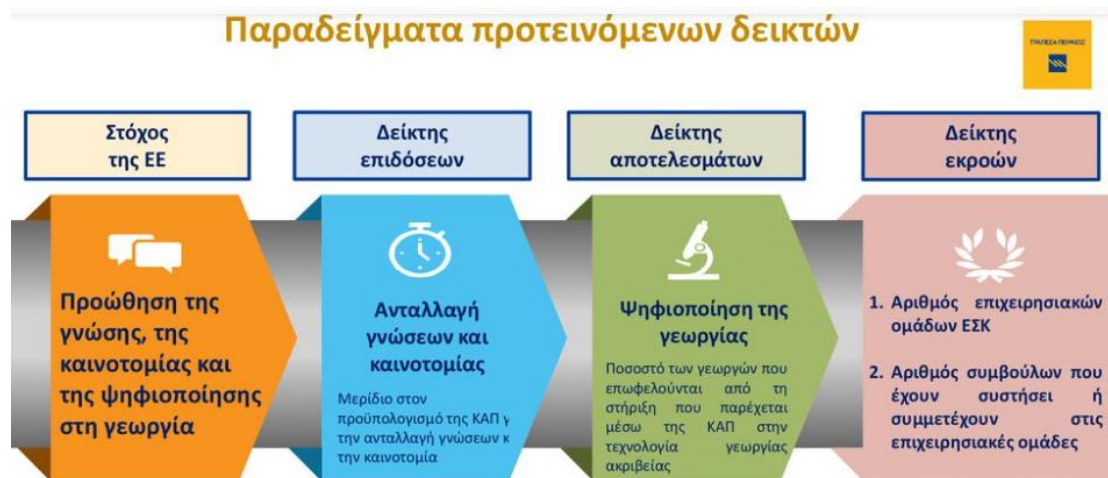 Παραδείγματα προτεινόμενων δεικτών
ΤΡΑΠΕΖΑ ΠΕΙΡΑΙΩΣ
Στόχος
της ΕΕ
Δείκτης
επιδόσεων
Δείκτης
αποτελεσμάτων
Δείκτης
εκροών
Προώθηση της
γνώσης, της
καινοτομίας και
της ψηφιοποίησης
στη γεωργία
Ανταλλαγή
γνώσεων και
καινοτομίας
Μερίδιο στον
προϋπολογισμό της ΚΑΠ γ
την ανταλλαγή γνώσεων κ
την καινοτομία
Ψηφιοποίηση της
γεωργίας
Ποσοστό των γεωργών που
επωφελούνται από τη
στήριξη που παρέχεται
μέσω της ΚΑΠ στην
τεχνολογία γεωργίας
ακριβείας
1. Αριθμός επιχειρησιακών
ομάδων ΕΣΚ
2. Αριθμός συμβούλων που
έχουν συστήσει ή
συμμετέχουν στις
επιχειρησιακές ομάδες